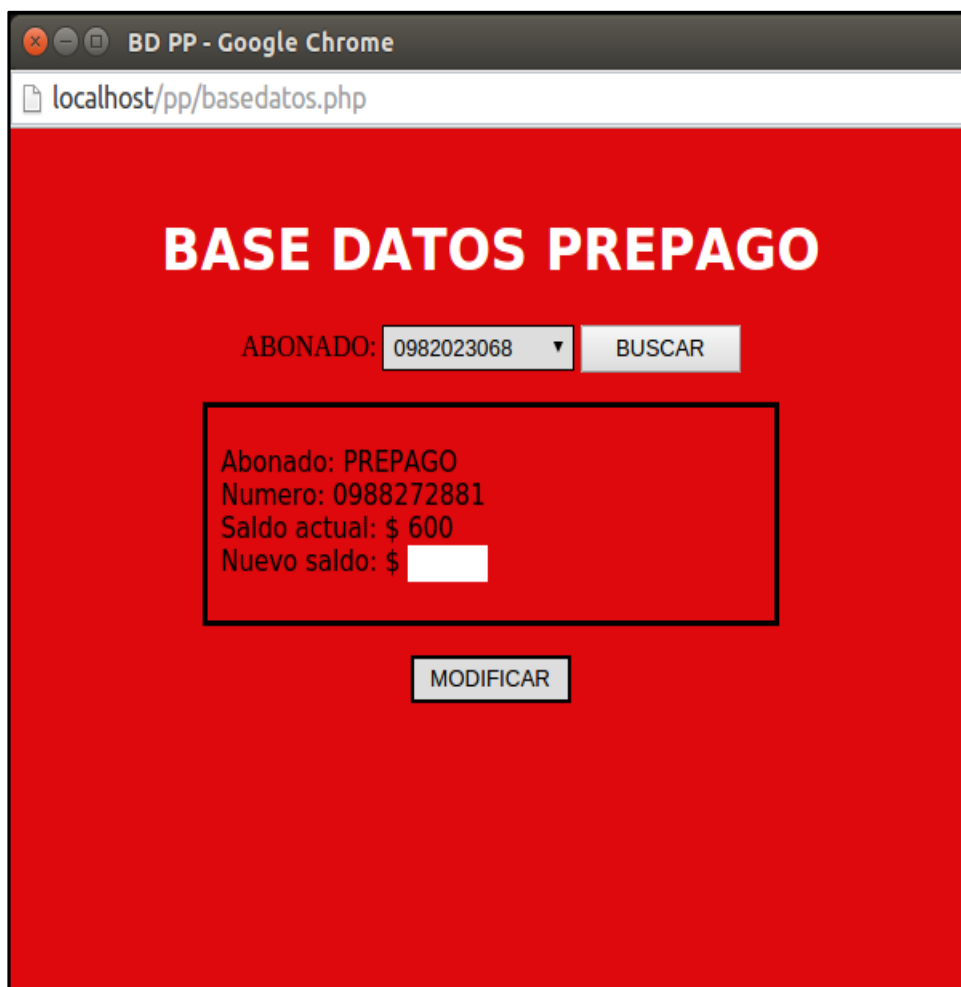 BD PP - Google Chrome
localhost/pp/basedatos.php
BASE DATOS PREPAGO
ABONADO: 0982023068 BUSCAR
Abonado: PREPAGO
Numero: 0988272881
Saldo actual: $ 600
Nuevo saldo: $
MODIFICAR